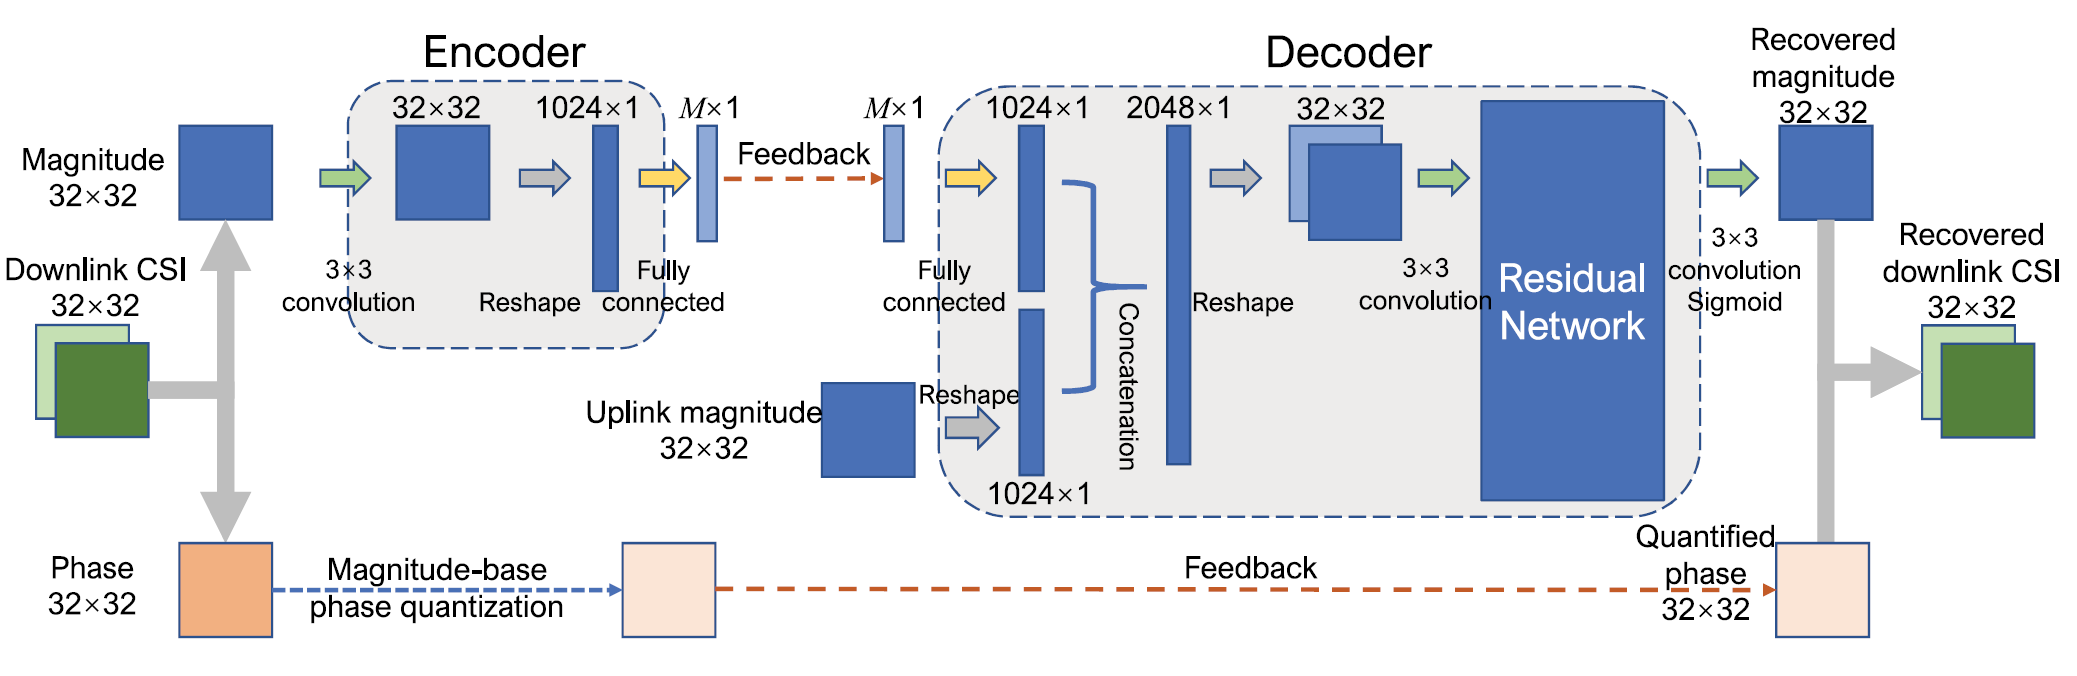 Encoder
Decoder
Recovered
magnitude
32×32
32×32
1024×1
M×1
M×1
1024×1
2048×1
32×32
Magnitude
32×32
Feedback
Downlink CSI
32×32
3×3
convolution
Reshape
Fully
connected
Fully
connected
Concatenation
Reshape
3×3
convolution
Residual
Network
3×3
convolution
Sigmoid
Recovered
downlink CSI
32×32
Uplink magnitude
32×32
Reshape
1024×1
Phase
32×32
Magnitude-base
phase quantization
Feedback
Quantified
phase
32×32